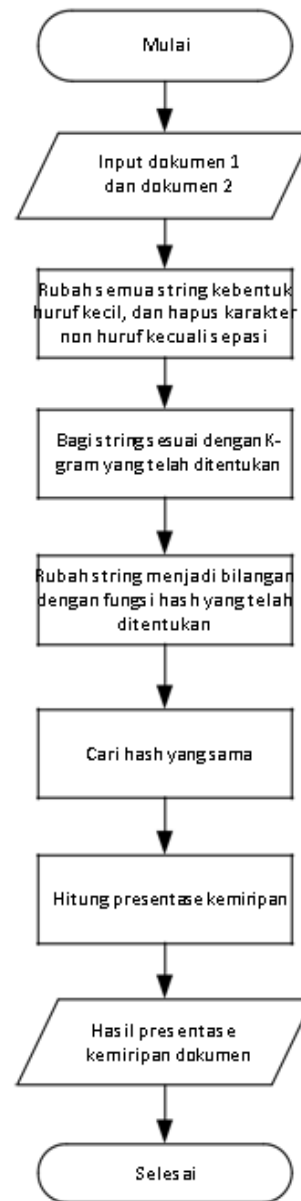 Mulai
Input dokumen 1
dan dokumen 2
Rubah semua string kebentuk
huruf kecil, dan hapus karakter
non huruf kecuali sepasi
Bagi string sesuai dengan K-
gram yang telah ditentukan
Rubah string menjadi bilangan
dengan fungsi hash yang telah
ditentukan
Cari hash yang sama
Hitung presentase kemiripan
Hasil presentase
kemiripan dokumen
Selesai